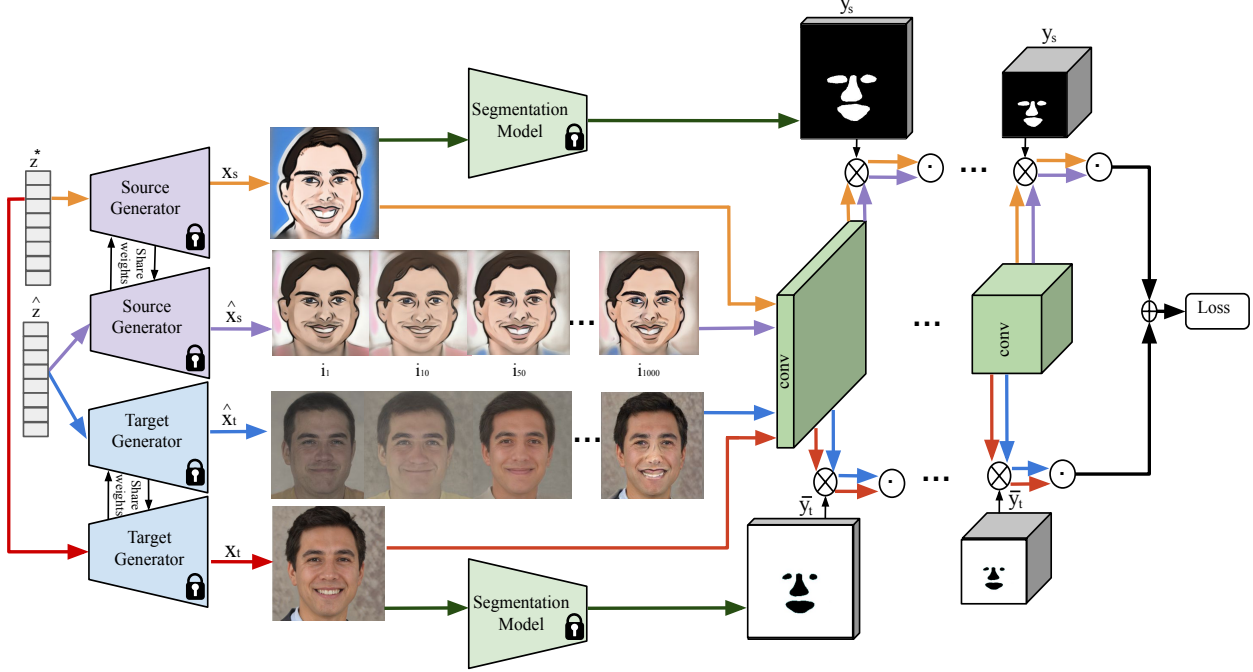 y_s
y_s
Segmentation
Model
z*
x_s
Source
Generator
Share
weights
ẑ
Source
Generator
x̂_s
...
...
...
i_1
i_10
i_50
i_1000
conv
conv
Loss
Target
Generator
x̂_t
...
...
Share
weights
ȳ_t
ȳ_t
Target
Generator
x_t
Segmentation
Model